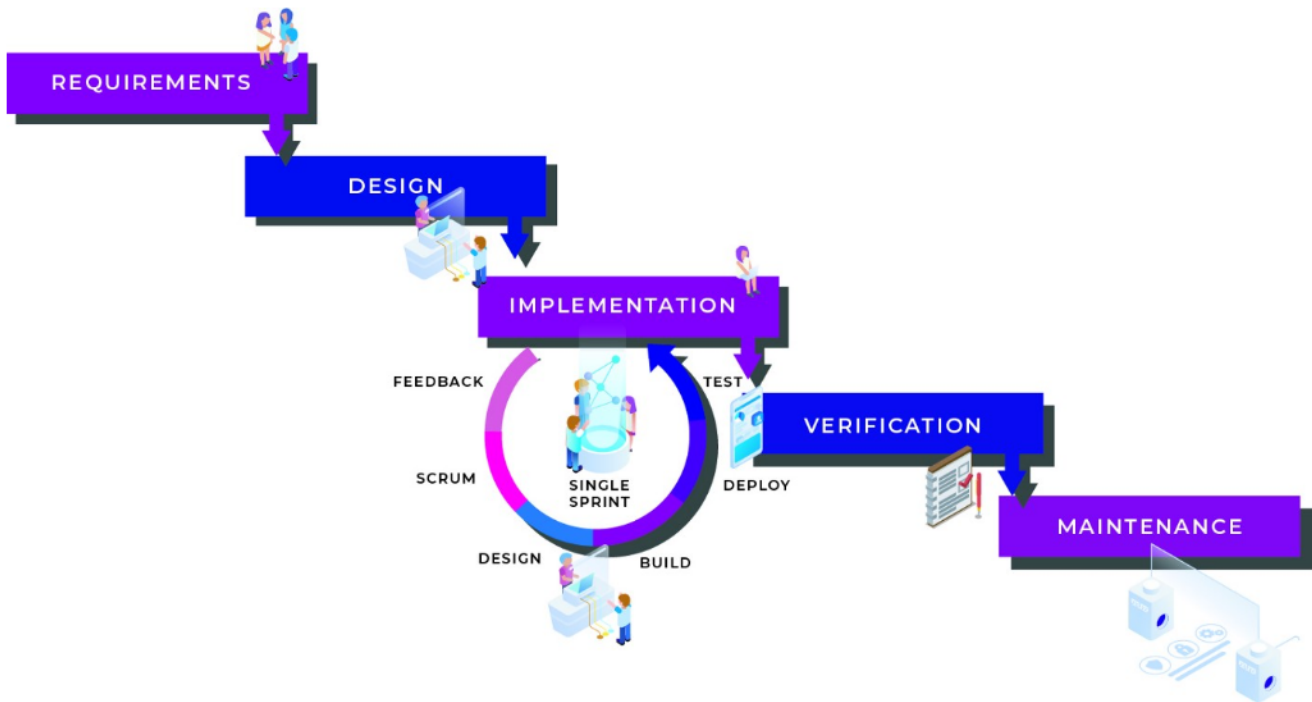 REQUIREMENTS
DESIGN
IMPLEMENTATION
FEEDBACK
TEST
VERIFICATION
SCRUM
SINGLE
SPRINT
DEPLOY
DESIGN
BUILD
MAINTENANCE